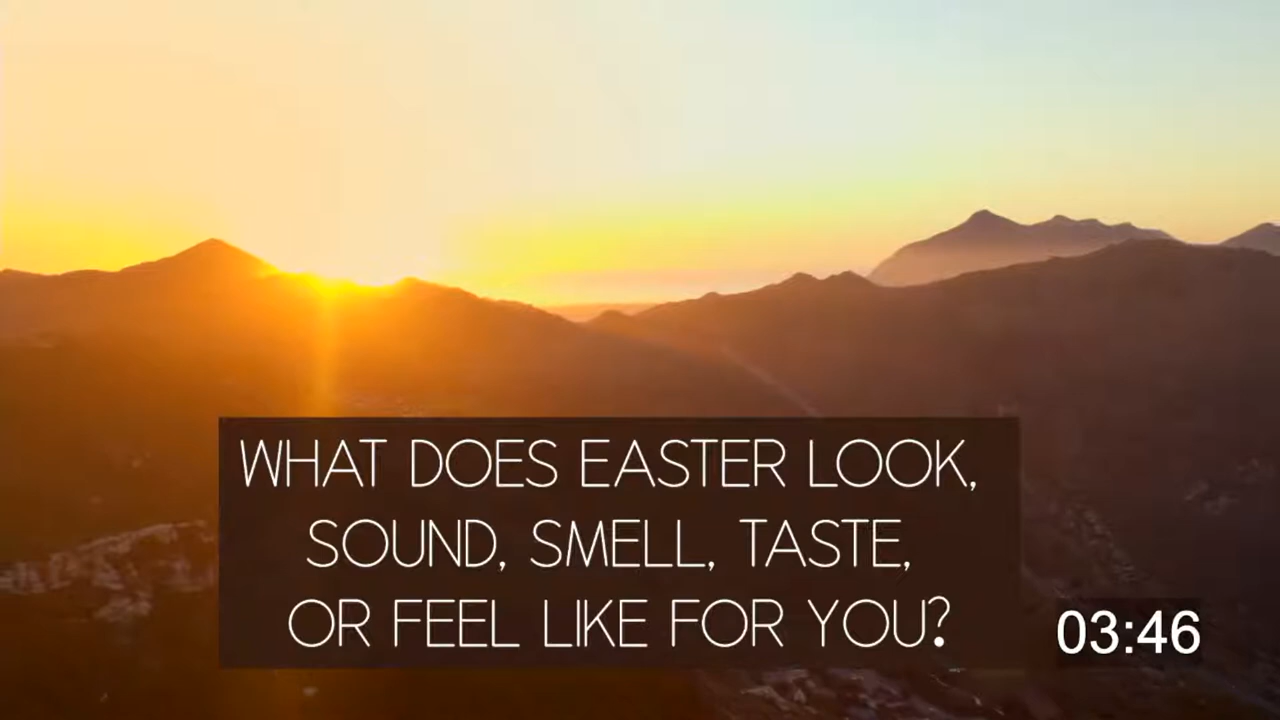 WHAT DOES EASTER LOOK,
SOUND, SMELL, TASTE,
OR FEEL LIKE FOR YOU?
03:46